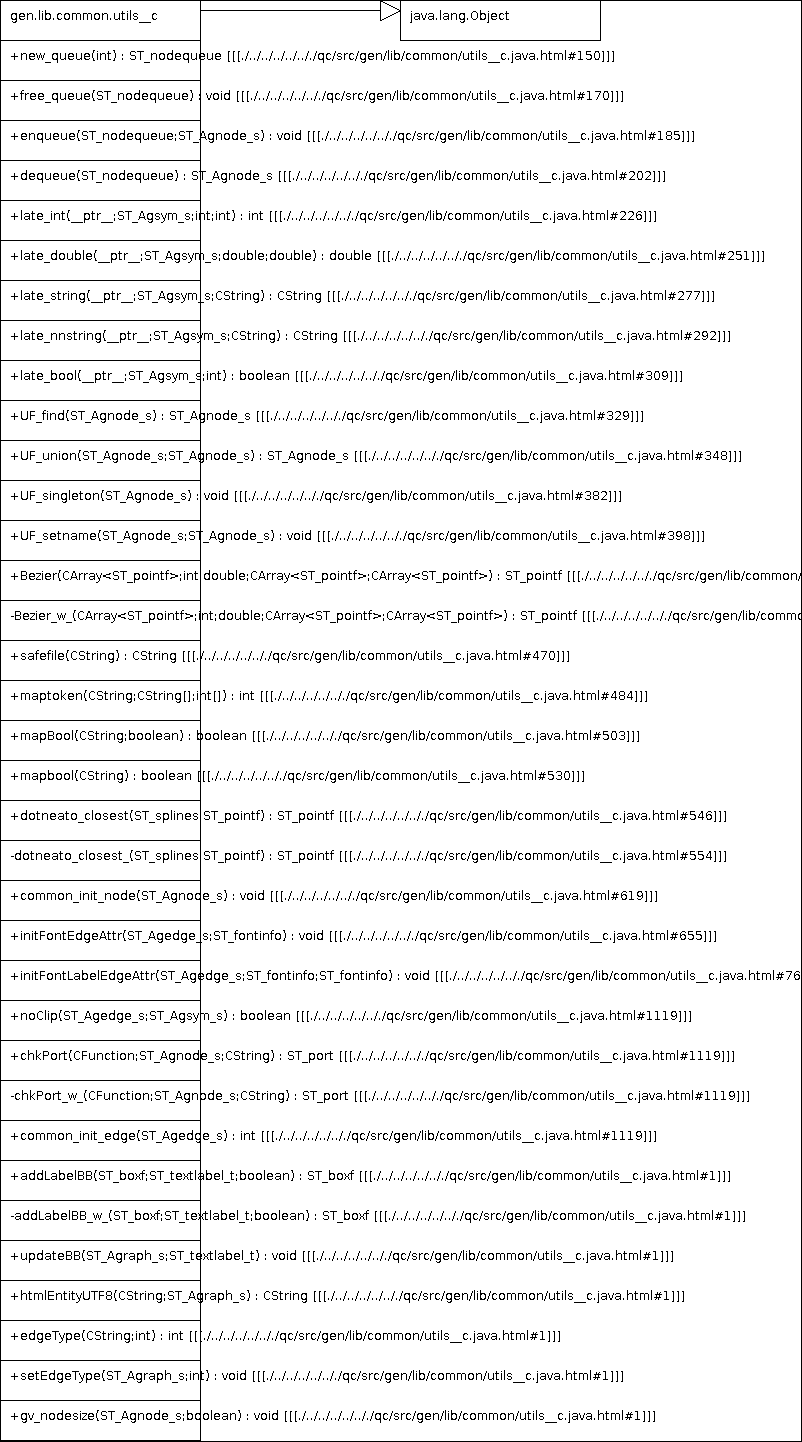 gen.lib.common.utils__c
java.lang.Object
+new_queue(int) : ST_nodequeue [[[./../../../../../../qc/src/gen/lib/common/utils__c.java.html#150]]]
+free_queue(ST_nodequeue) : void [[[./../../../../../../qc/src/gen/lib/common/utils__c.java.html#170]]]
+enqueue(ST_nodequeue;ST_Agnode_s) : void [[[./../../../../../../qc/src/gen/lib/common/utils__c.java.html#185]]]
+dequeue(ST_nodequeue) : ST_Agnode_s [[[./../../../../../../qc/src/gen/lib/common/utils__c.java.html#202]]]
+late_int(__ptr__;ST_Agsym_s;int;int) : int [[[./../../../../../../qc/src/gen/lib/common/utils__c.java.html#226]]]
+late_double(__ptr__;ST_Agsym_s;double;double) : double [[[./../../../../../../qc/src/gen/lib/common/utils__c.java.html#251]]]
+late_string(__ptr__;ST_Agsym_s;CString) : CString [[[./../../../../../../qc/src/gen/lib/common/utils__c.java.html#277]]]
+late_nnstring(__ptr__;ST_Agsym_s;CString) : CString [[[./../../../../../../qc/src/gen/lib/common/utils__c.java.html#292]]]
+late_bool(__ptr__;ST_Agsym_s;int) : boolean [[[./../../../../../../qc/src/gen/lib/common/utils__c.java.html#309]]]
+UF_find(ST_Agnode_s) : ST_Agnode_s [[[./../../../../../../qc/src/gen/lib/common/utils__c.java.html#329]]]
+UF_union(ST_Agnode_s;ST_Agnode_s) : ST_Agnode_s [[[./../../../../../../qc/src/gen/lib/common/utils__c.java.html#348]]]
+UF_singleton(ST_Agnode_s) : void [[[./../../../../../../qc/src/gen/lib/common/utils__c.java.html#382]]]
+UF_setname(ST_Agnode_s;ST_Agnode_s) : void [[[./../../../../../../qc/src/gen/lib/common/utils__c.java.html#398]]]
+Bezier(CArray<ST_pointf>;int;double;CArray<ST_pointf>;CArray<ST_pointf>) : ST_pointf [[[./../../../../../../qc/src/gen/lib/common/
-Bezier_w_(CArray<ST_pointf>;int;double;CArray<ST_pointf>;CArray<ST_pointf>) : ST_pointf [[[./../../../../../../qc/src/gen/lib/commo
+safefile(CString) : CString [[[./../../../../../../qc/src/gen/lib/common/utils__c.java.html#470]]]
+maptoken(CString;CString[];int[]) : int [[[./../../../../../../qc/src/gen/lib/common/utils__c.java.html#484]]]
+mapBool(CString;boolean) : boolean [[[./../../../../../../qc/src/gen/lib/common/utils__c.java.html#503]]]
+mapbool(CString) : boolean [[[./../../../../../../qc/src/gen/lib/common/utils__c.java.html#530]]]
+dotneato_closest(ST_splines;ST_pointf) : ST_pointf [[[./../../../../../../qc/src/gen/lib/common/utils__c.java.html#546]]]
-dotneato_closest_(ST_splines;ST_pointf) : ST_pointf [[[./../../../../../../qc/src/gen/lib/common/utils__c.java.html#554]]]
+common_init_node(ST_Agnode_s) : void [[[./../../../../../../qc/src/gen/lib/common/utils__c.java.html#619]]]
+initFontEdgeAttr(ST_Agedge_s;ST_fontinfo) : void [[[./../../../../../../qc/src/gen/lib/common/utils__c.java.html#655]]]
+initFontLabelEdgeAttr(ST_Agedge_s;ST_fontinfo;ST_fontinfo) : void [[[./../../../../../../qc/src/gen/lib/common/utils__c.java.html#76
+noClip(ST_Agedge_s;ST_Agsym_s) : boolean [[[./../../../../../../qc/src/gen/lib/common/utils__c.java.html#1119]]]
+chkPort(CFunction;ST_Agnode_s;CString) : ST_port [[[./../../../../../../qc/src/gen/lib/common/utils__c.java.html#1119]]]
-chkPort_w_(CFunction;ST_Agnode_s;CString) : ST_port [[[./../../../../../../qc/src/gen/lib/common/utils__c.java.html#1119]]]
+common_init_edge(ST_Agedge_s) : int [[[./../../../../../../qc/src/gen/lib/common/utils__c.java.html#1119]]]
+addLabelBB(ST_boxf;ST_textlabel_t;boolean) : ST_boxf [[[./../../../../../../qc/src/gen/lib/common/utils__c.java.html#1]]]
-addLabelBB_w_(ST_boxf;ST_textlabel_t;boolean) : ST_boxf [[[./../../../../../../qc/src/gen/lib/common/utils__c.java.html#1]]]
+updateBB(ST_Agraph_s;ST_textlabel_t) : void [[[./../../../../../../qc/src/gen/lib/common/utils__c.java.html#1]]]
+htmlEntityUTF8(CString;ST_Agraph_s) : CString [[[./../../../../../../qc/src/gen/lib/common/utils__c.java.html#1]]]
+edgeType(CString;int) : int [[[./../../../../../../qc/src/gen/lib/common/utils__c.java.html#1]]]
+setEdgeType(ST_Agraph_s;int) : void [[[./../../../../../../qc/src/gen/lib/common/utils__c.java.html#1]]]
+gv_nodesize(ST_Agnode_s;boolean) : void [[[./../../../../../../qc/src/gen/lib/common/utils__c.java.html#1]]]